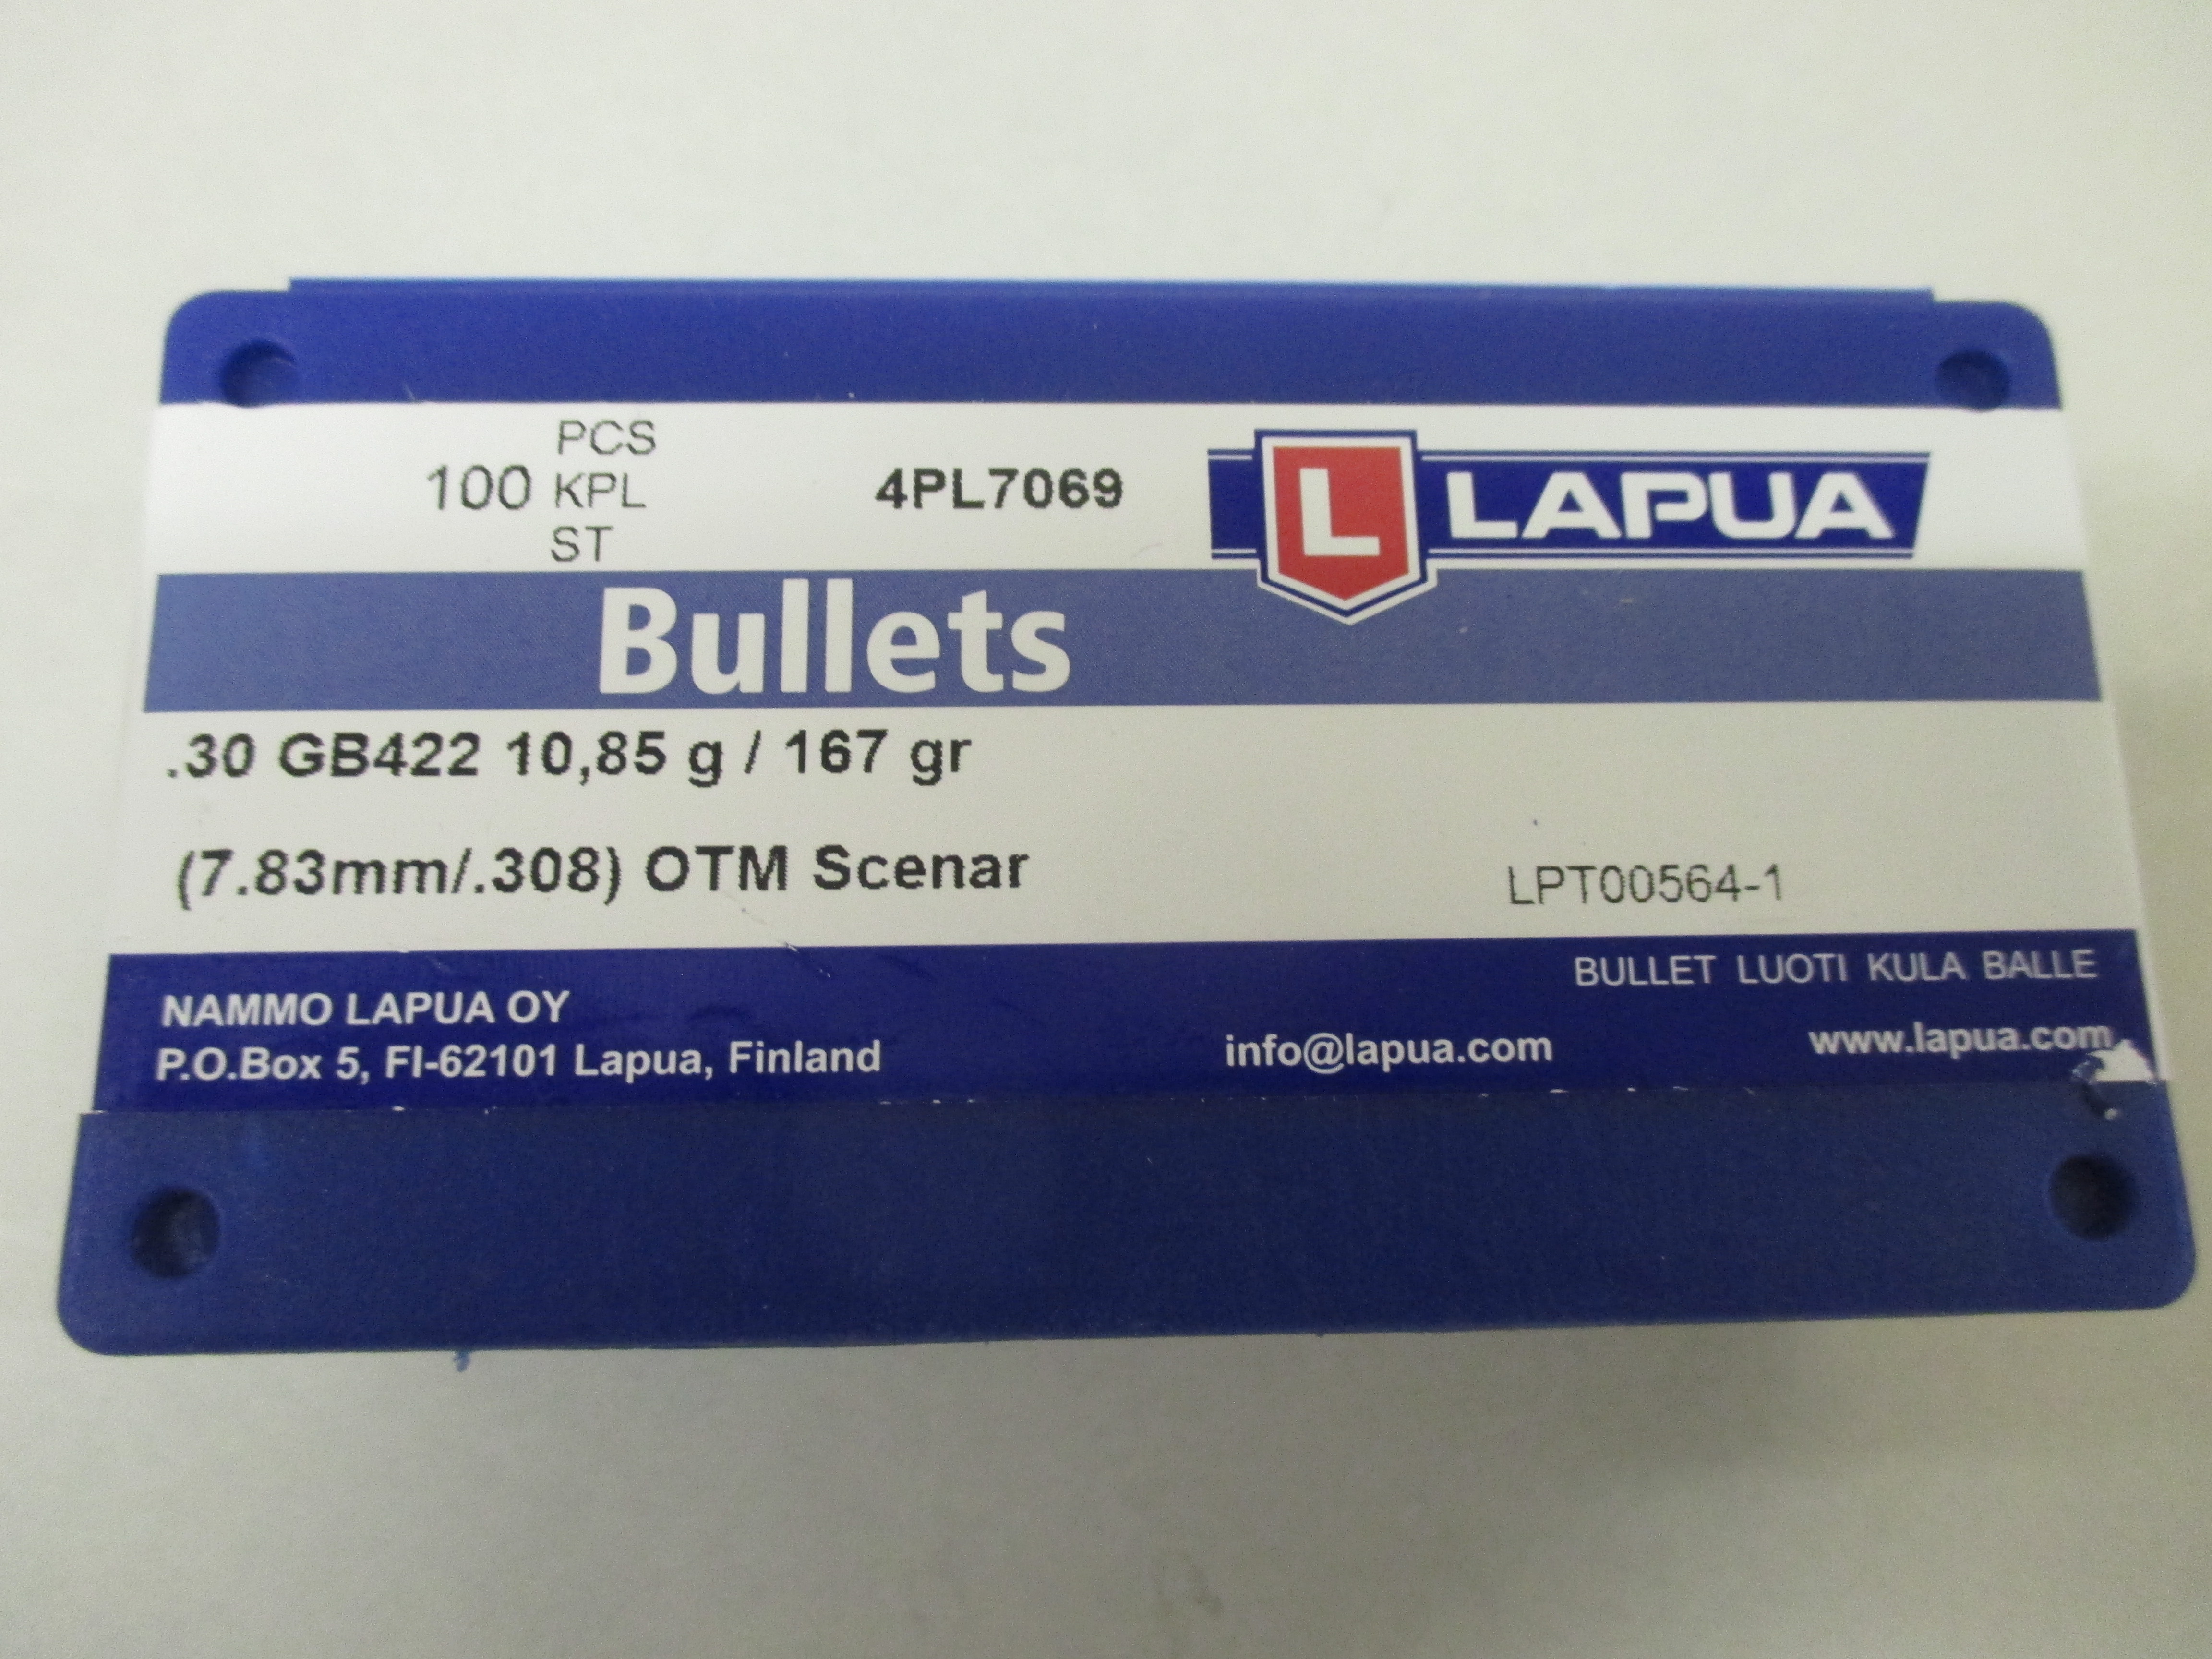 PCS
100 KPL
ST
4PL7069
L LAPUA
Bullets
.30 GB422 10,85 g / 167 gr
(7.83mm/.308) OTM Scenar
LPT00564-1
BULLET LUOTI KULA BALLE
NAMMO LAPUA OY
P.O.Box 5, FI-62101 Lapua, Finland
info@lapua.com
www.lapua.com